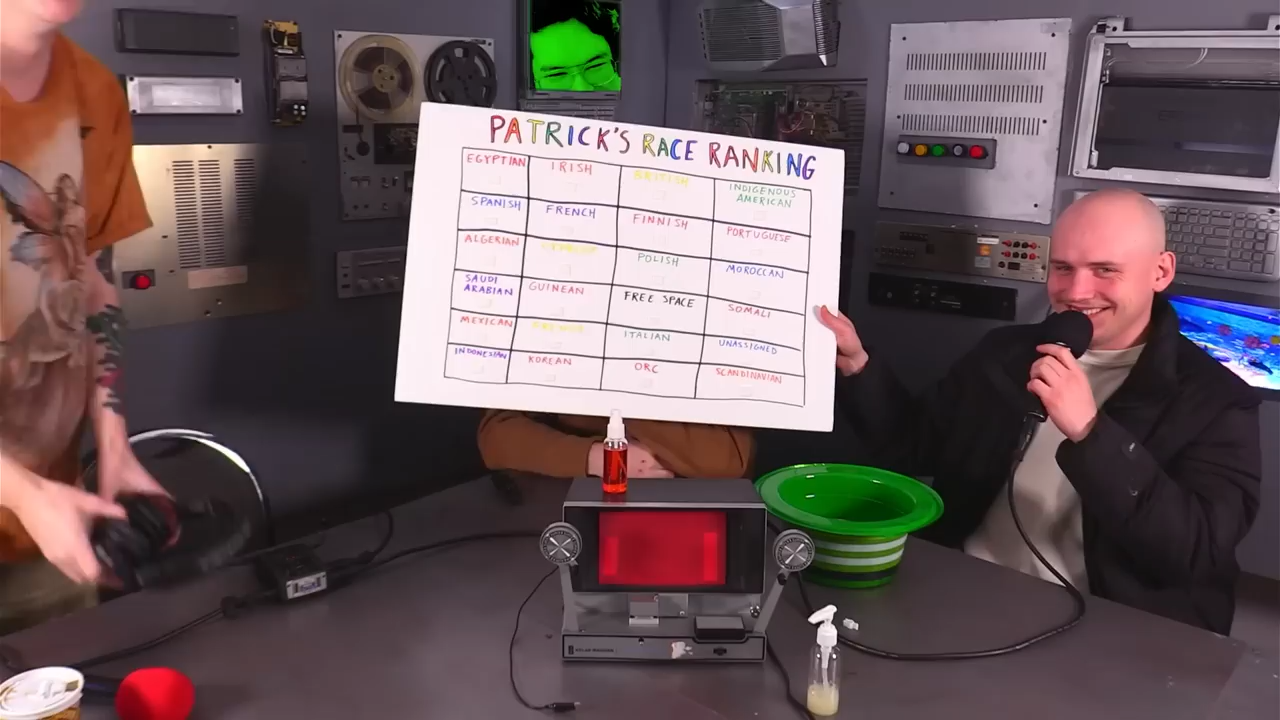 PATRICK'S RACE RANKING
EGYPTIAN IRISH BRITISH INDIGENOUS AMERICAN
SPANISH FRENCH FINNISH PORTUGUESE
ALGERIAN POLISH MOROCCAN
SAUDI ARABIAN GUINEAN FREE SPACE SOMALI
MEXICAN ITALIAN UNASSIGNED
INDONESIAN KOREAN ORC SCANDINAVIAN